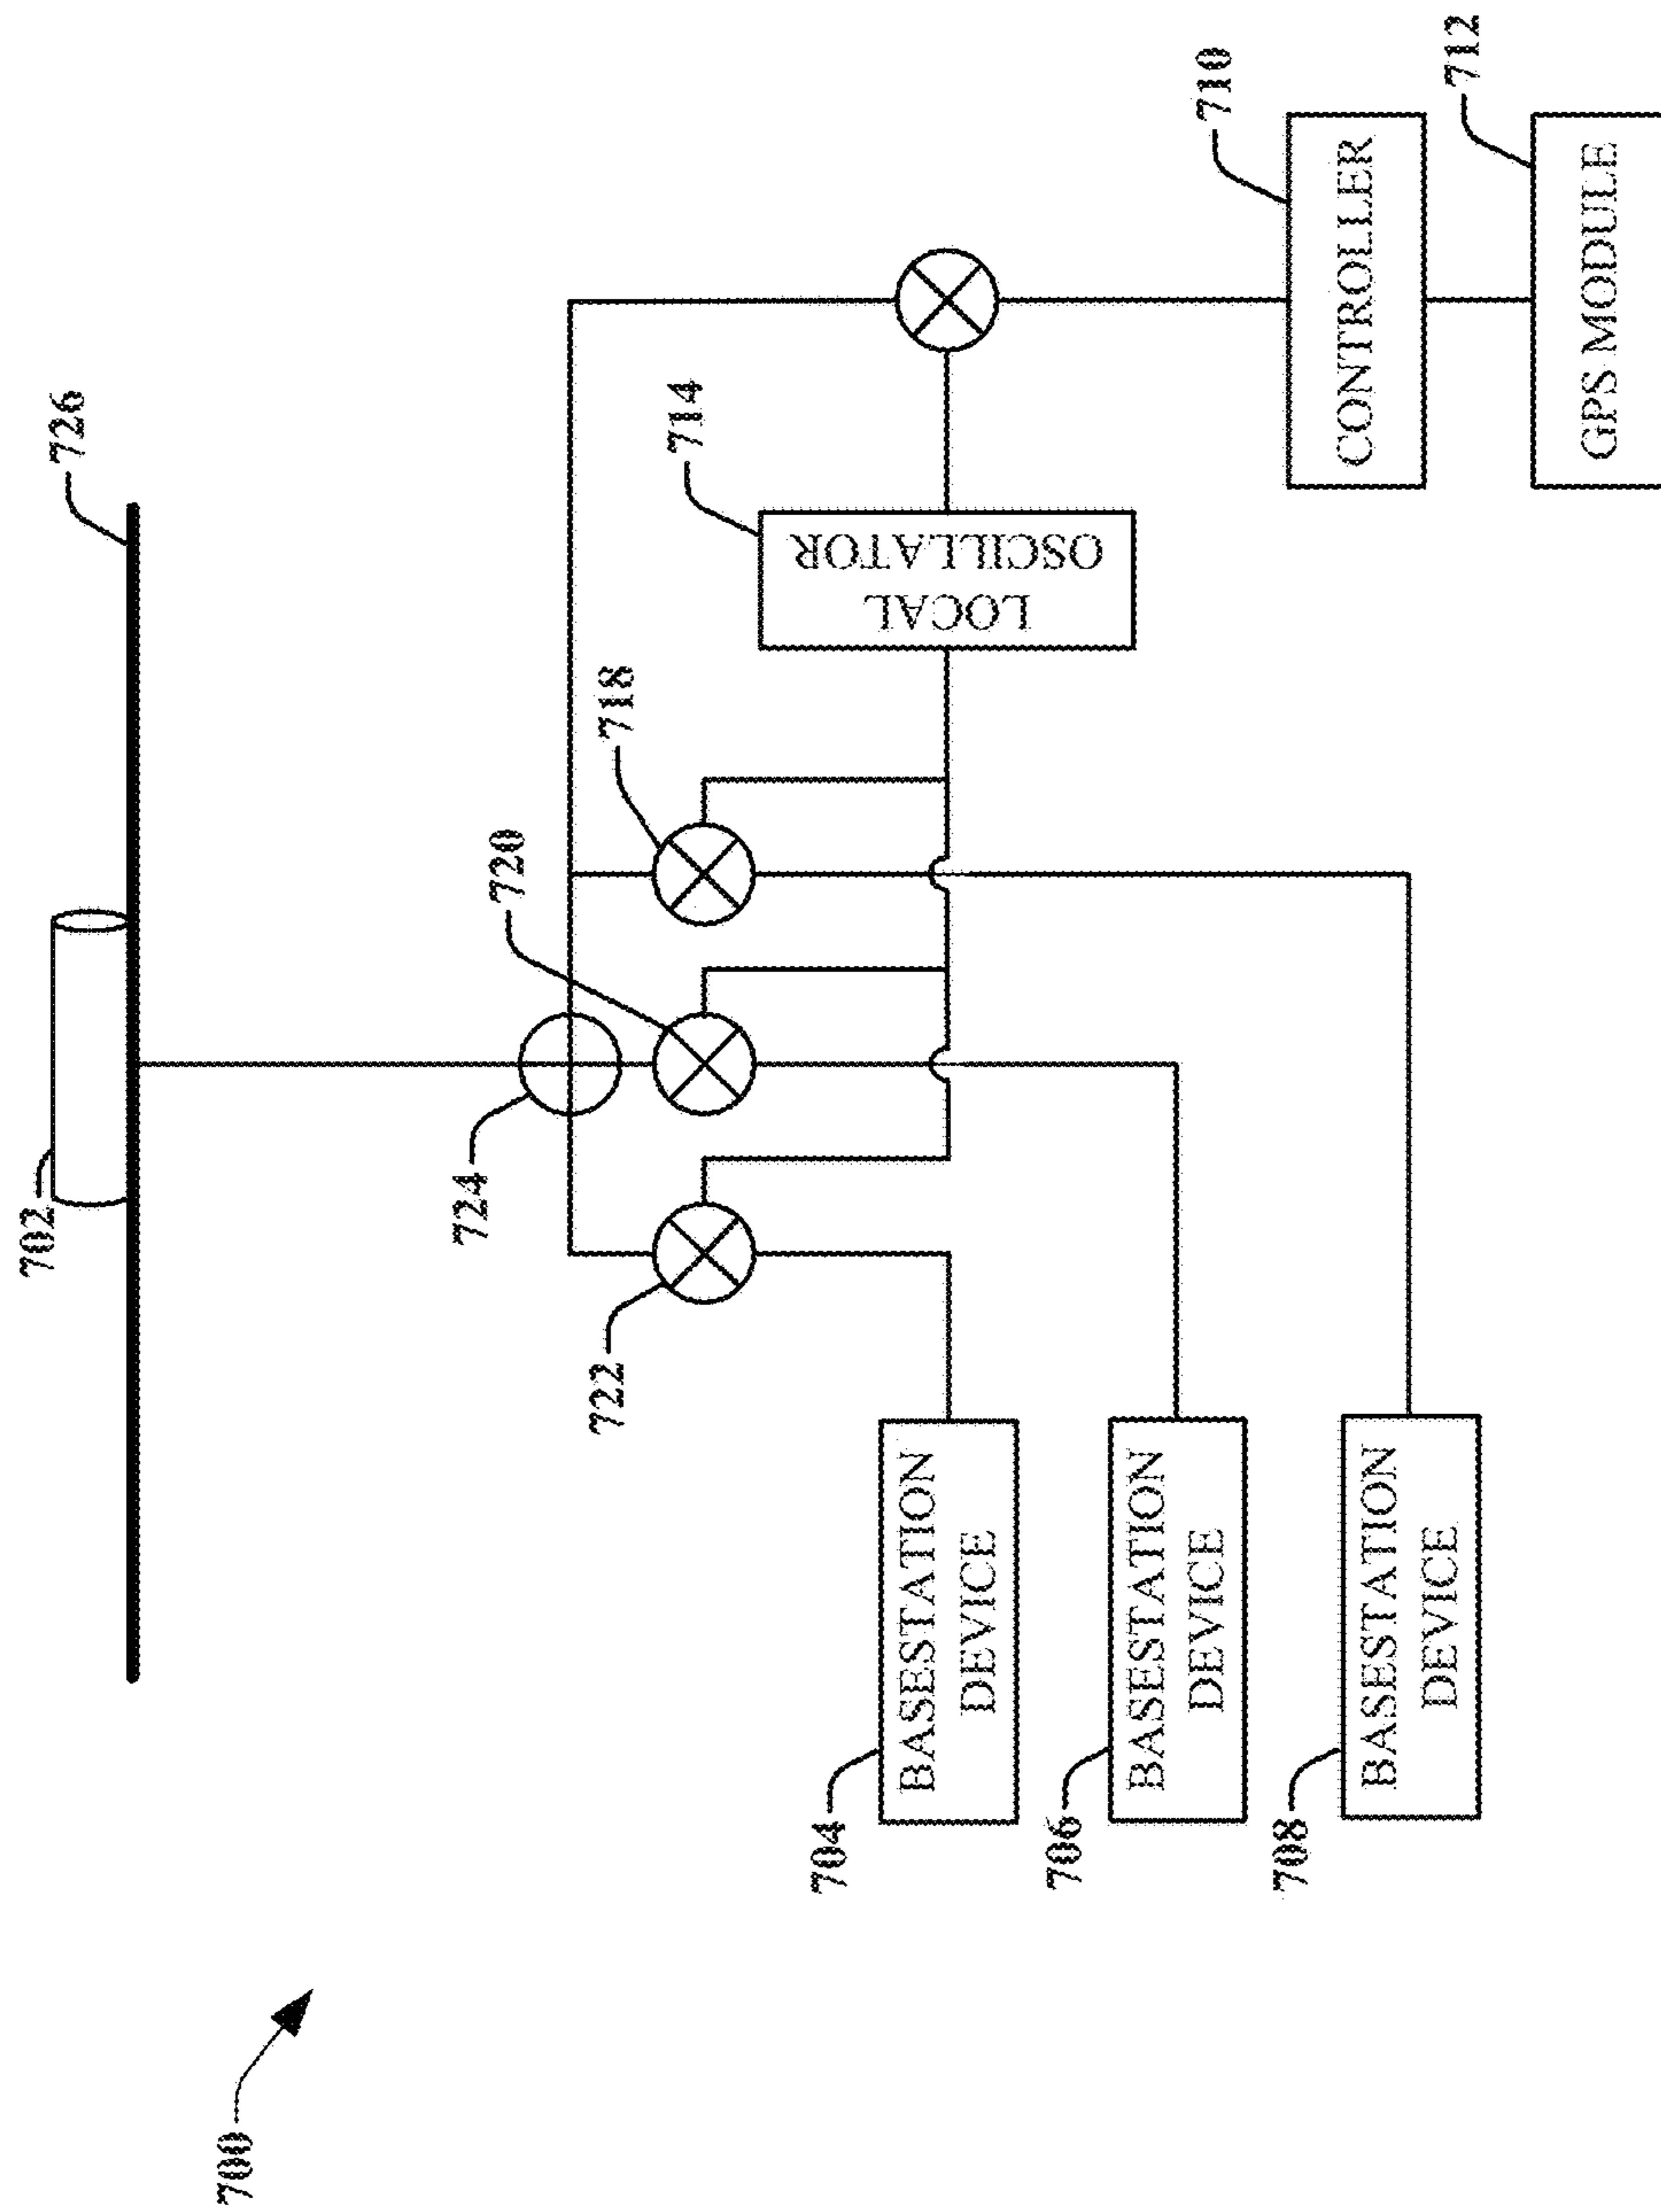 700
702
726
724
720
718
722
714
LOCAL
OSCILLATOR
710
CONTROLLER
712
GPS MODULE
704
BASESTATION
DEVICE
706
BASESTATION
DEVICE
708
BASESTATION
DEVICE